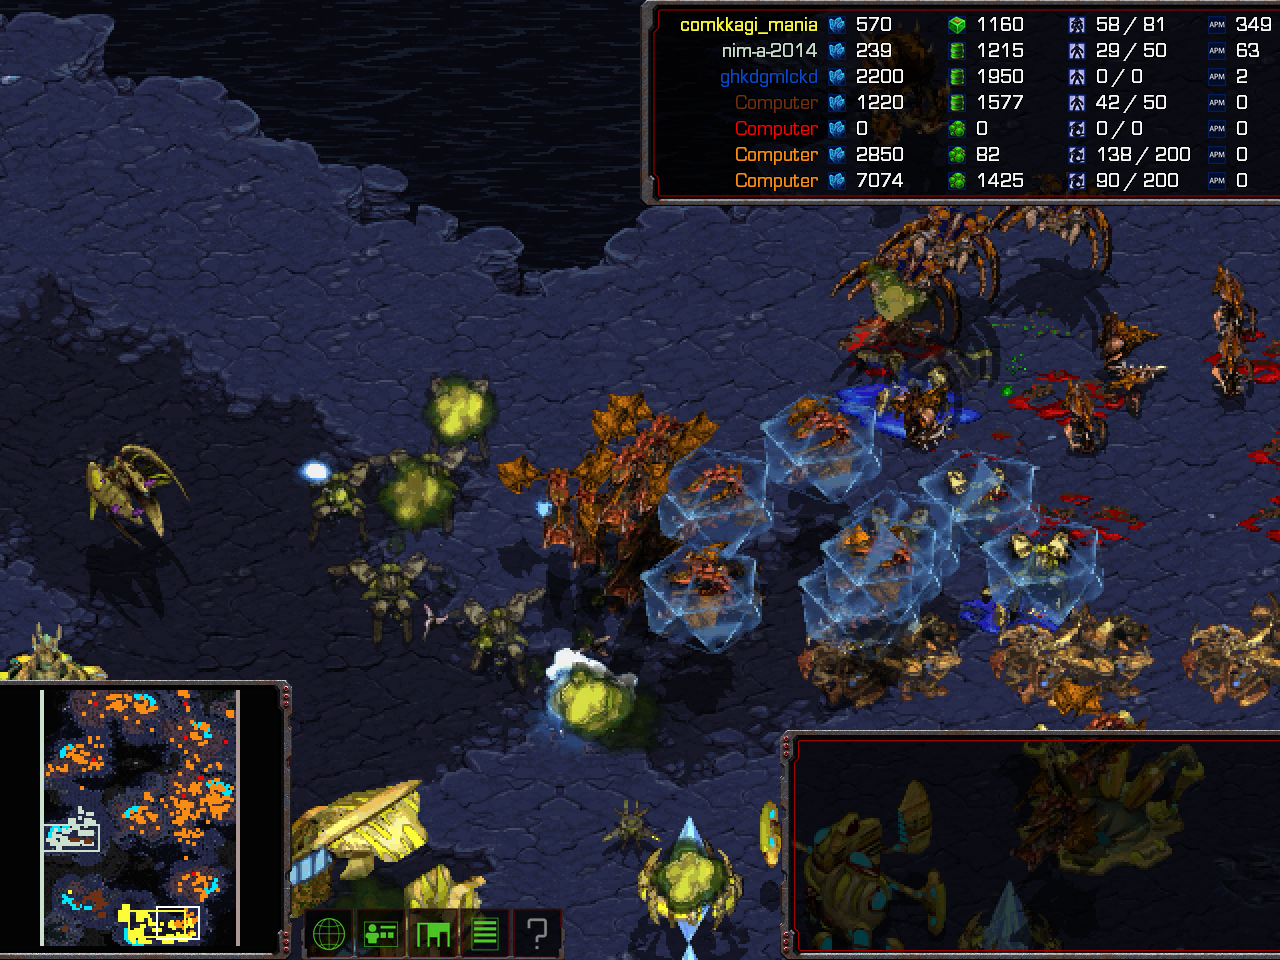 comkkagi_mania 570 1160 58 / 81 APM 349
nim-a-2014 239 1215 29 / 50 APM 63
ghkdgmlckd 2200 1950 0 / 0 APM 2
Computer 1220 1577 42 / 50 APM 0
Computer 0 0 0 / 0 APM 0
Computer 2850 82 138 / 200 APM 0
Computer 7074 1425 90 / 200 APM 0
?